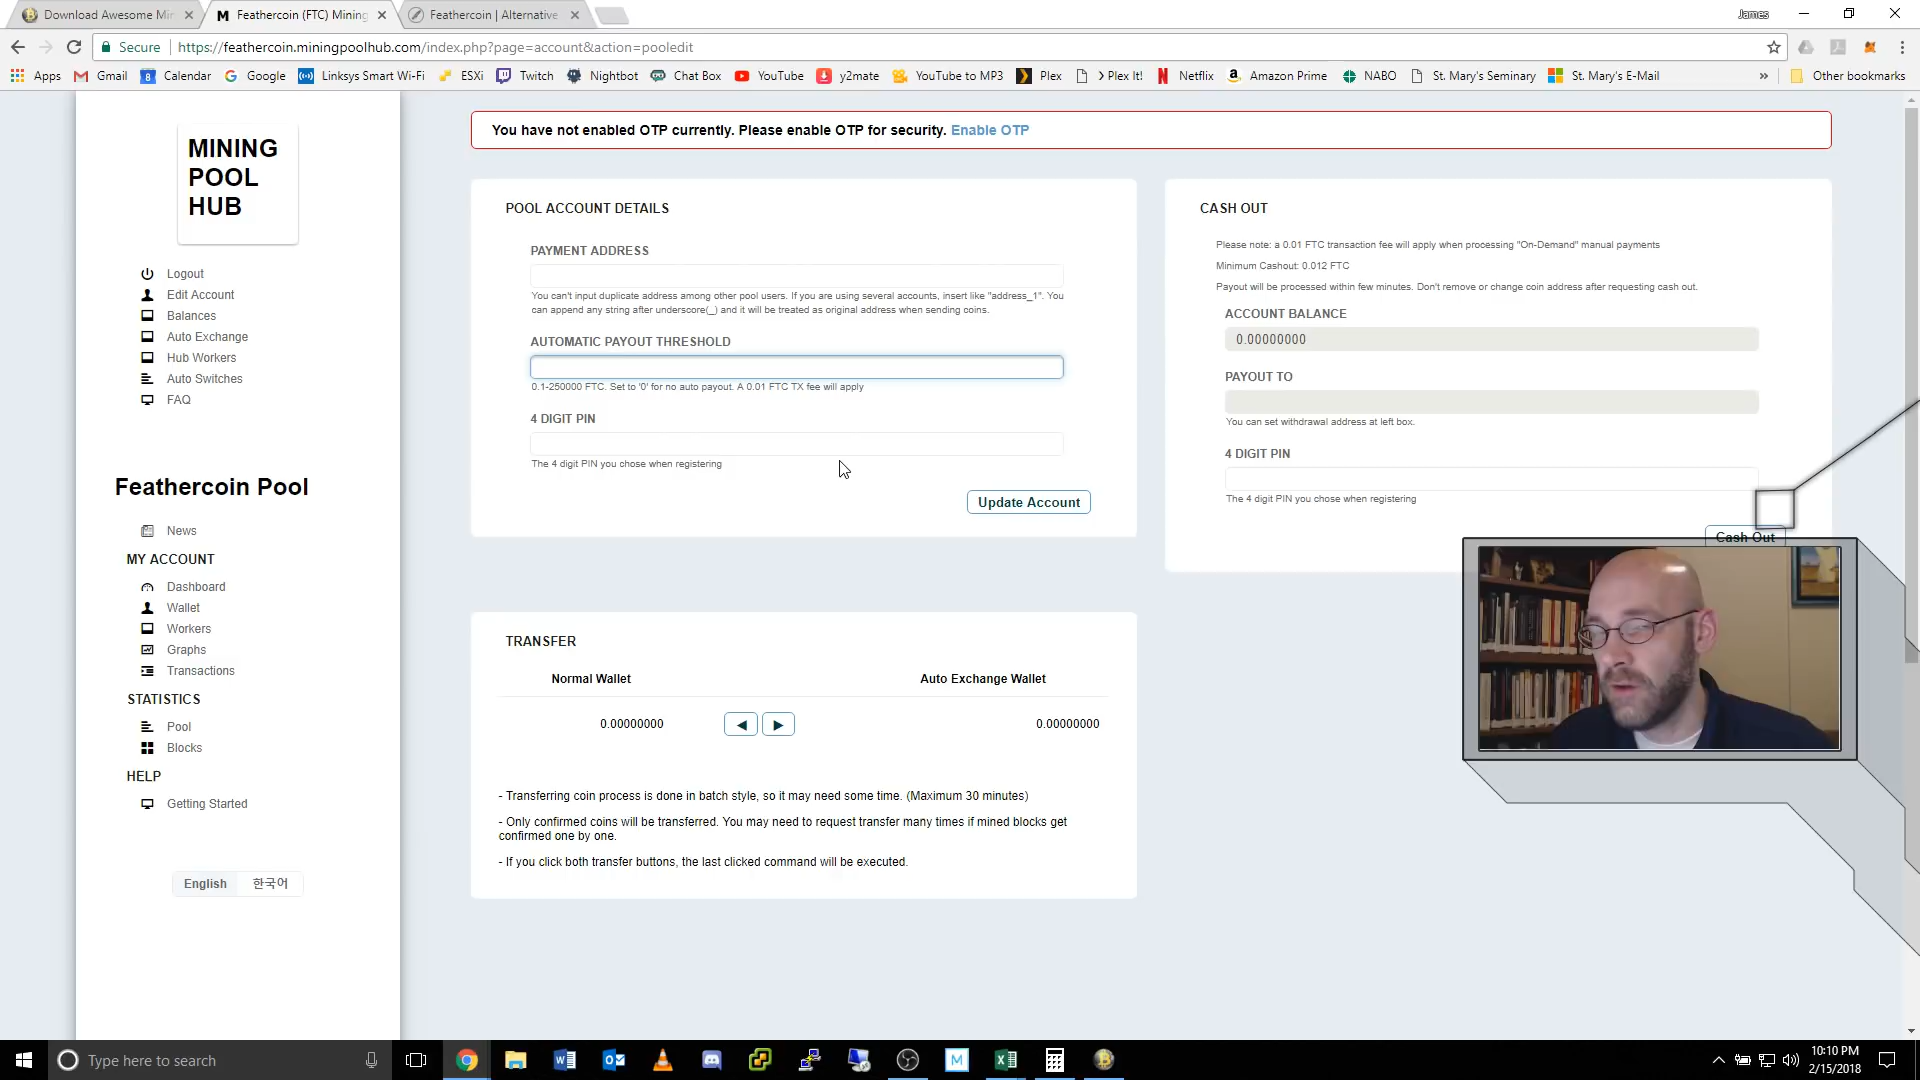 Download Awesome Mi
Feathercoin (FTC) Mining
Feathercoin | Alternative
James
Secure
https://feathercoin.miningpoolhub.com/index.php?page=account&action=pooledit
Apps
Gmail
Calendar
Google
Linksys Smart Wi-Fi
ESXi
Twitch
Nightbot
Chat Box
YouTube
y2mate
YouTube to MP3
Plex
> Plex It!
Netflix
Amazon Prime
NABO
St. Mary's Seminary
St. Mary's E-Mail
»
Other bookmarks
MINING
POOL
HUB
Logout
Edit Account
Balances
Auto Exchange
Hub Workers
Auto Switches
FAQ
Feathercoin Pool
News
MY ACCOUNT
Dashboard
Wallet
Workers
Graphs
Transactions
STATISTICS
Pool
Blocks
HELP
Getting Started
English
한국어
You have not enabled OTP currently. Please enable OTP for security. Enable OTP
POOL ACCOUNT DETAILS
PAYMENT ADDRESS
You can't input duplicate address among other pool users. If you are using several accounts, insert like "address_1". You
can append any string after underscore(_) and it will be treated as original address when sending coins.
AUTOMATIC PAYOUT THRESHOLD
0.1-250000 FTC. Set to '0' for no auto payout. A 0.01 FTC TX fee will apply
4 DIGIT PIN
The 4 digit PIN you chose when registering
Update Account
CASH OUT
Please note: a 0.01 FTC transaction fee will apply when processing "On-Demand" manual payments
Minimum Cashout: 0.012 FTC
Payout will be processed within few minutes. Don't remove or change coin address after requesting cash out.
ACCOUNT BALANCE
0.00000000
PAYOUT TO
You can set withdrawal address at left box.
4 DIGIT PIN
The 4 digit PIN you chose when registering
Cash Out
TRANSFER
Normal Wallet
Auto Exchange Wallet
0.00000000
0.00000000
- Transferring coin process is done in batch style, so it may need some time. (Maximum 30 minutes)
- Only confirmed coins will be transferred. You may need to request transfer many times if mined blocks get
confirmed one by one.
- If you click both transfer buttons, the last clicked command will be executed.
Type here to search
10:10 PM
2/15/2018